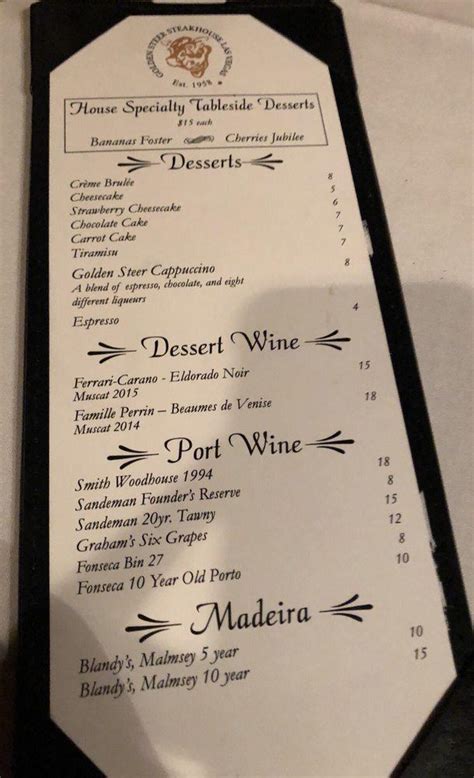 GOLDEN STEER STEAKHOUSE LAS VEGAS
Est. 1958
House Specialty Tableside Desserts
$15 each
Bananas Foster Cherries Jubilee
Desserts
Crème Brulée 8
Cheesecake 5
Strawberry Cheesecake 6
Chocolate Cake 7
Carrot Cake 7
Tiramisu 7
Golden Steer Cappuccino 8
A blend of espresso, chocolate, and eight
different liqueurs
Espresso 4
Dessert Wine
Ferrari-Carano - Eldorado Noir 15
Muscat 2015
Famille Perrin – Beaumes de Venise 18
Muscat 2014
Port Wine
Smith Woodhouse 1994 18
Sandeman Founder's Reserve 8
Sandeman 20yr. Tawny 15
Graham's Six Grapes 12
Fonseca Bin 27 8
Fonseca 10 Year Old Porto 10
Madeira
Blandy's, Malmsey 5 year 10
Blandy's, Malmsey 10 year 15